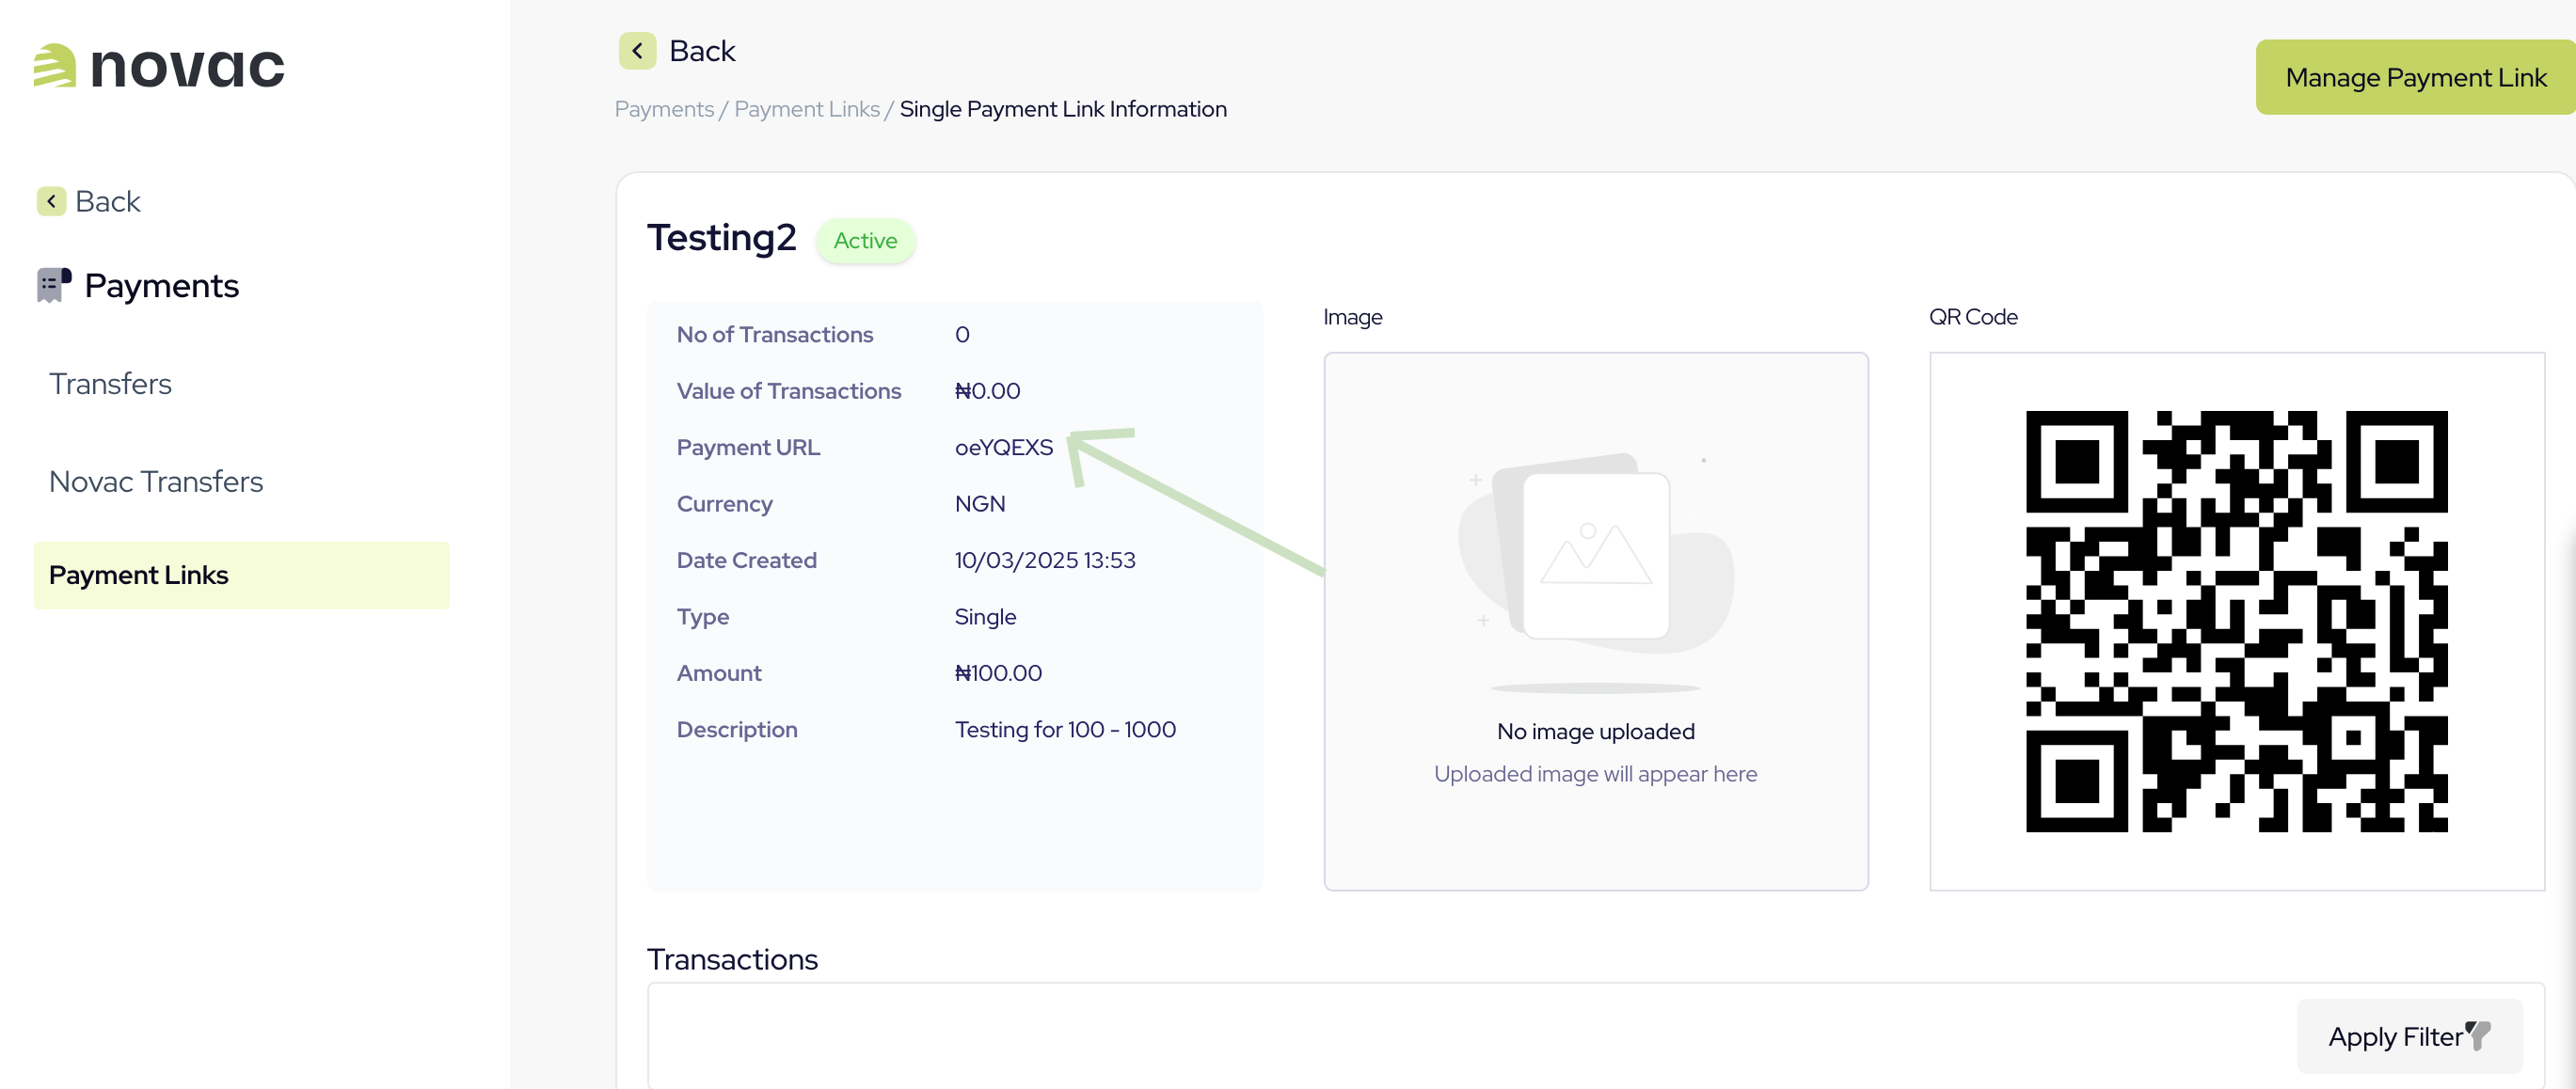 novac
Back
Payments
Transfers
Novac Transfers
Payment Links
Back
Payments / Payment Links / Single Payment Link Information
Manage Payment Link
Testing2 Active
No of Transactions 0
Value of Transactions ₦0.00
Payment URL oeYQEXS
Currency NGN
Date Created 10/03/2025 13:53
Type Single
Amount ₦100.00
Description Testing for 100 - 1000
Image
No image uploaded
Uploaded image will appear here
QR Code
Transactions
Apply Filter